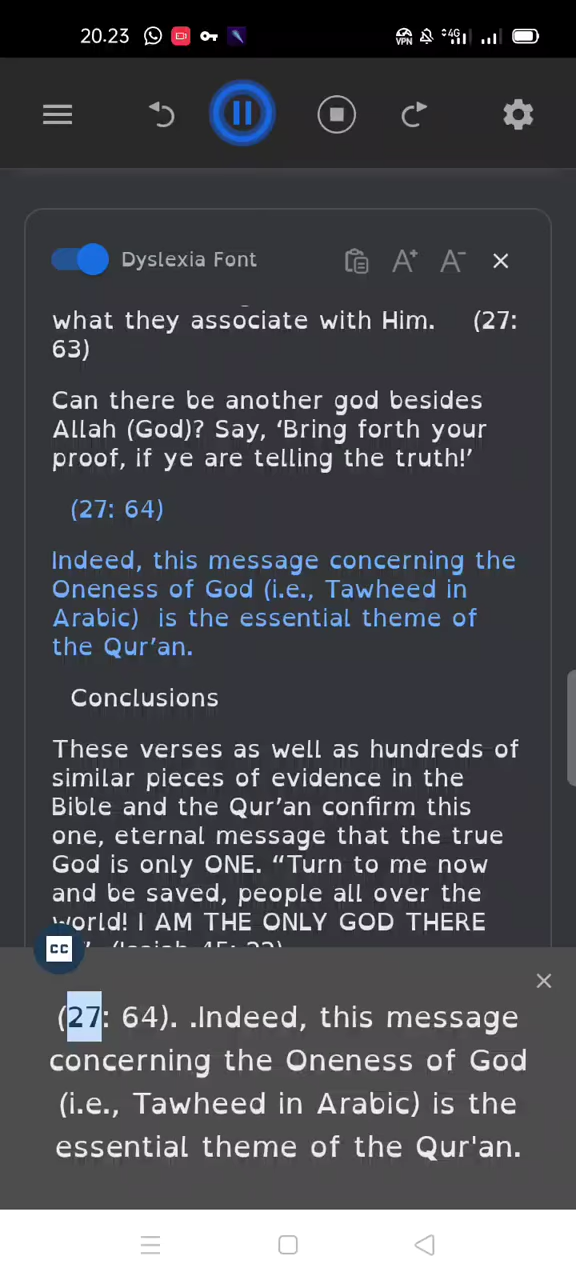 20.23
VPN
4G
Dyslexia Font
A+ A-
what they associate with Him. (27:
63)
Can there be another god besides
Allah (God)? Say, ‘Bring forth your
proof, if ye are telling the truth!’
(27: 64)
Indeed, this message concerning the
Oneness of God (i.e., Tawheed in
Arabic) is the essential theme of
the Qur’an.
Conclusions
These verses as well as hundreds of
similar pieces of evidence in the
Bible and the Qur’an confirm this
one, eternal message that the true
God is only ONE. “Turn to me now
and be saved, people all over the
world! I AM THE ONLY GOD THERE
(Isaiah 45: 22)
CC
(27: 64). .Indeed, this message
concerning the Oneness of God
(i.e., Tawheed in Arabic) is the
essential theme of the Qur'an.